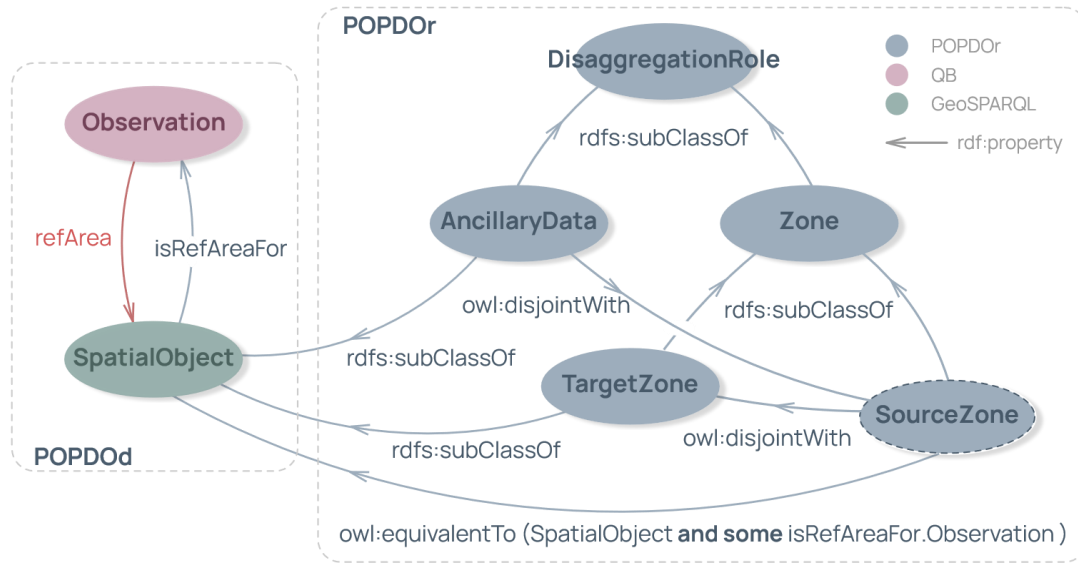 POPDOr
DisaggregationRole
POPDOr
QB
GeoSPARQL
rdf:property
Observation
rdfs:subClassOf
AncillaryData
Zone
refArea
isRefAreaFor
owl:disjointWith
rdfs:subClassOf
SpatialObject
rdfs:subClassOf
TargetZone
SourceZone
owl:disjointWith
rdfs:subClassOf
POPDOd
owl:equivalentTo (SpatialObject and some isRefAreaFor.Observation )